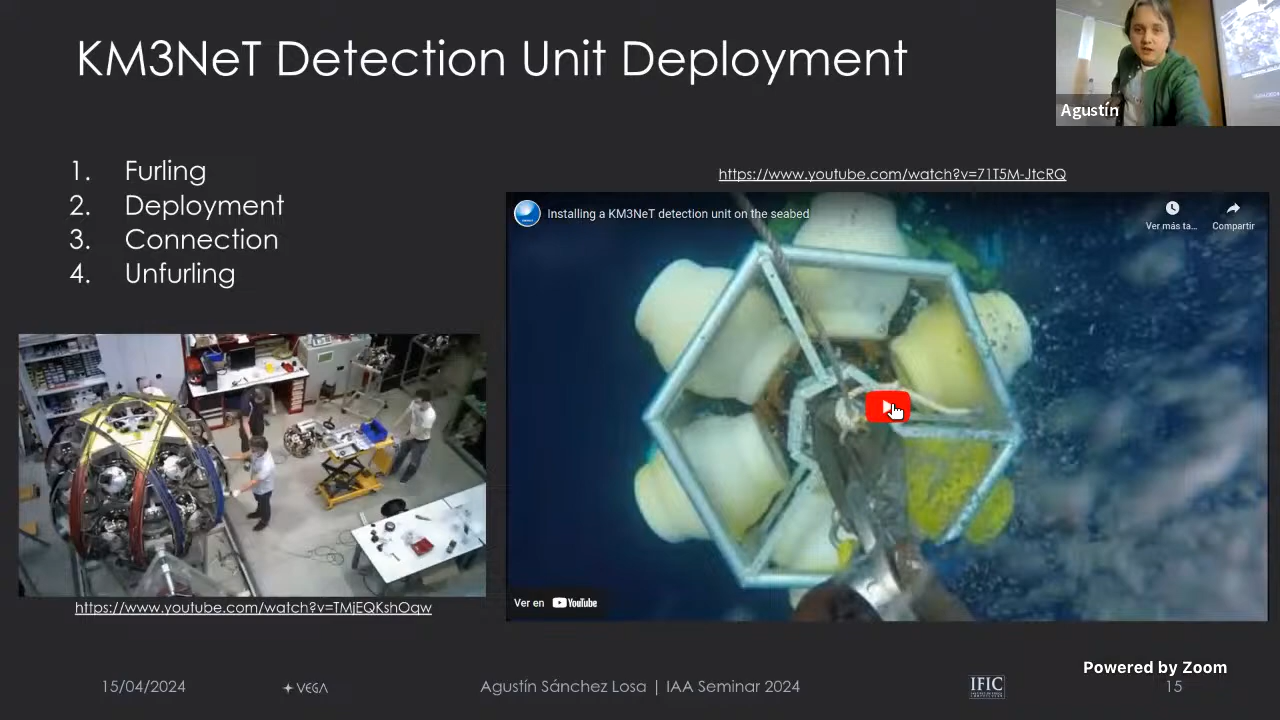 KM3NeT Detection Unit Deployment
Agustín
1. Furling
2. Deployment
3. Connection
4. Unfurling
https://www.youtube.com/watch?v=71T5M-JtcRQ
Installing a KM3NeT detection unit on the seabed
Ver más ta...
Compartir
Ver en YouTube
https://www.youtube.com/watch?v=TMjEQKshOqw
Powered by Zoom
15/04/2024
VEGA
Agustín Sánchez Losa | IAA Seminar 2024
IFIC
15